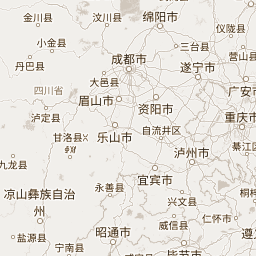 金川县
汶川县
绵阳市
仪陇县
小金县
三台县
营山县
丹巴县
成都市
遂宁市
大邑县
四川省
眉山市
资阳市
广安
泸定县
重庆市
甘洛县
乐山市
自流井区
九龙县
泸州市
綦江
宜宾市
凉山彝族自治
州
永善县
兴文县
桐
仁怀市
盐源县
威信县
宁南县
昭通市
遵义
毕节市